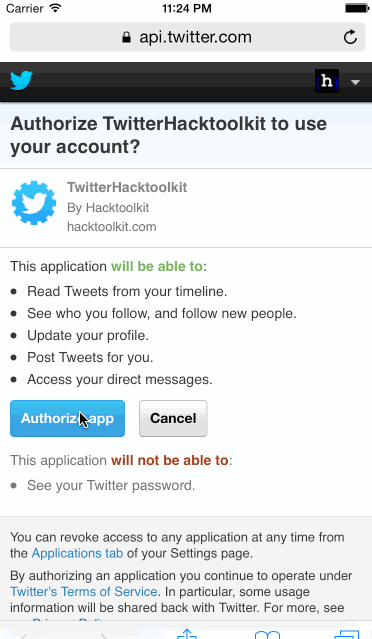 Carrier 11:24 PM
api.twitter.com
h
Authorize TwitterHacktoolkit to use
your account?
TwitterHacktoolkit
By Hacktoolkit
hacktoolkit.com
This application will be able to:
Read Tweets from your timeline.
See who you follow, and follow new people.
Update your profile.
Post Tweets for you.
Access your direct messages.
Authorize app Cancel
This application will not be able to:
See your Twitter password.
You can revoke access to any application at any time from
the Applications tab of your Settings page.
By authorizing an application you continue to operate under
Twitter's Terms of Service. In particular, some usage
information will be shared back with Twitter. For more, see